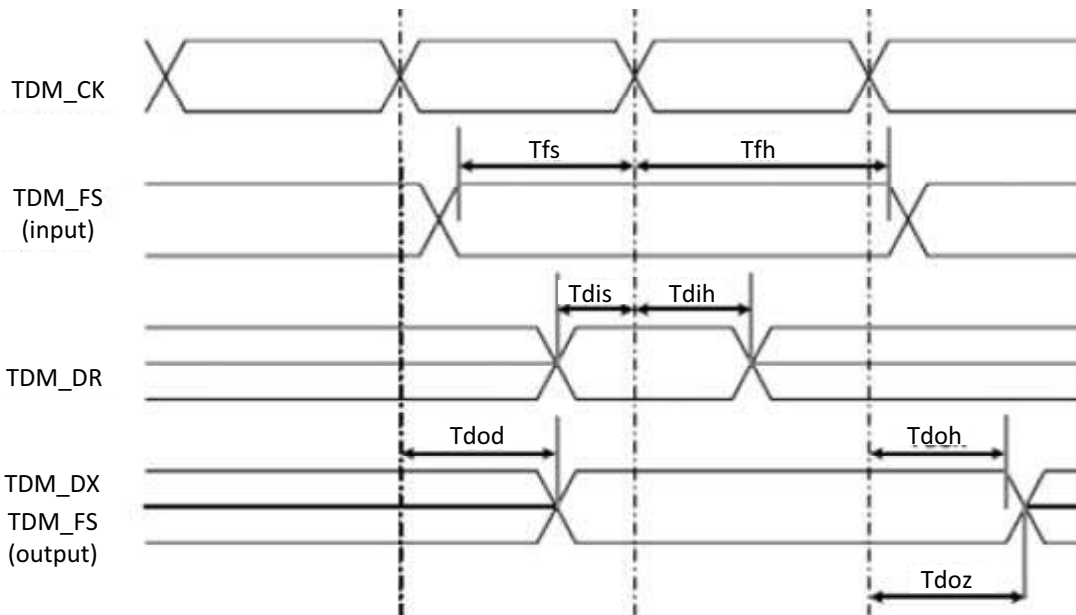 TDM_CK
Tfs
Tfh
TDM_FS
(input)
Tdis
Tdih
TDM_DR
Tdod
Tdoh
TDM_DX
TDM_FS
(output)
Tdoz